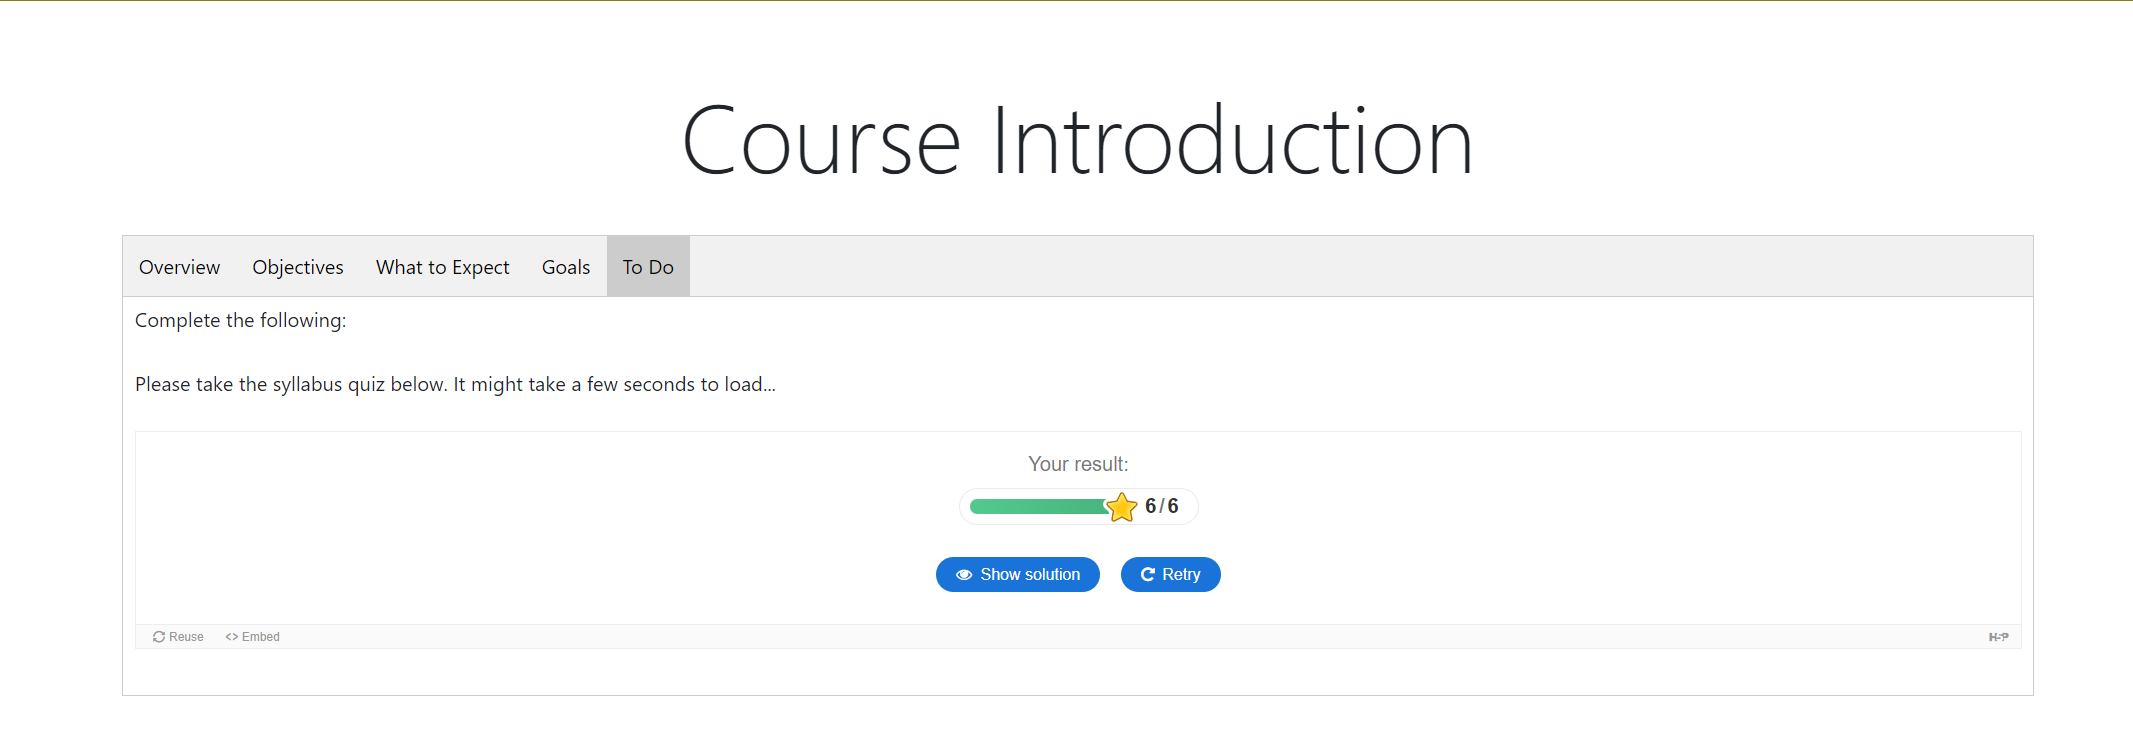 Course Introduction
Overview Objectives What to Expect Goals To Do
Complete the following:
Please take the syllabus quiz below. It might take a few seconds to load...
Your result:
6/6
Show solution Retry
Reuse <> Embed H-P